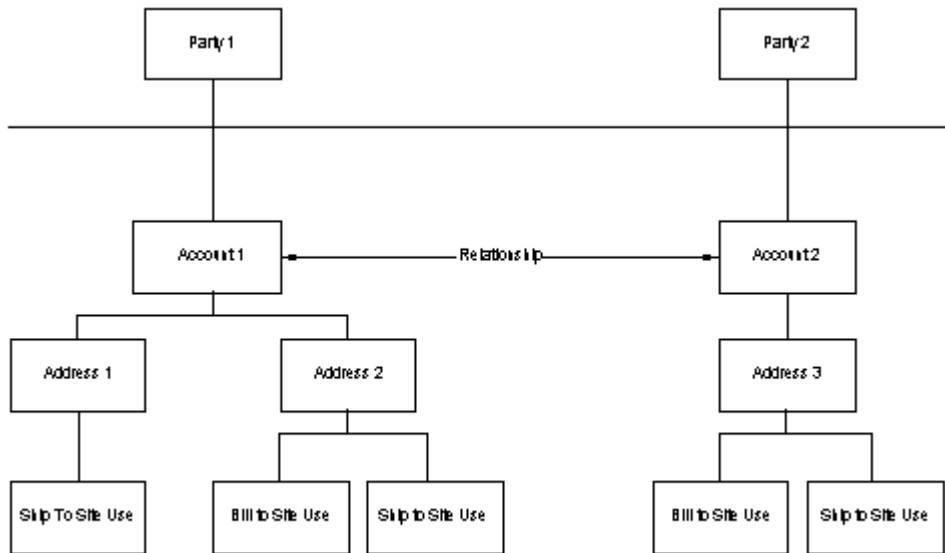 Party 1
Party 2
Account 1
Relationship
Account 2
Address 1
Address 2
Address 3
Ship To Site Use
Bill to Site Use
Ship to Site Use
Bill to Site Use
Ship to Site Use